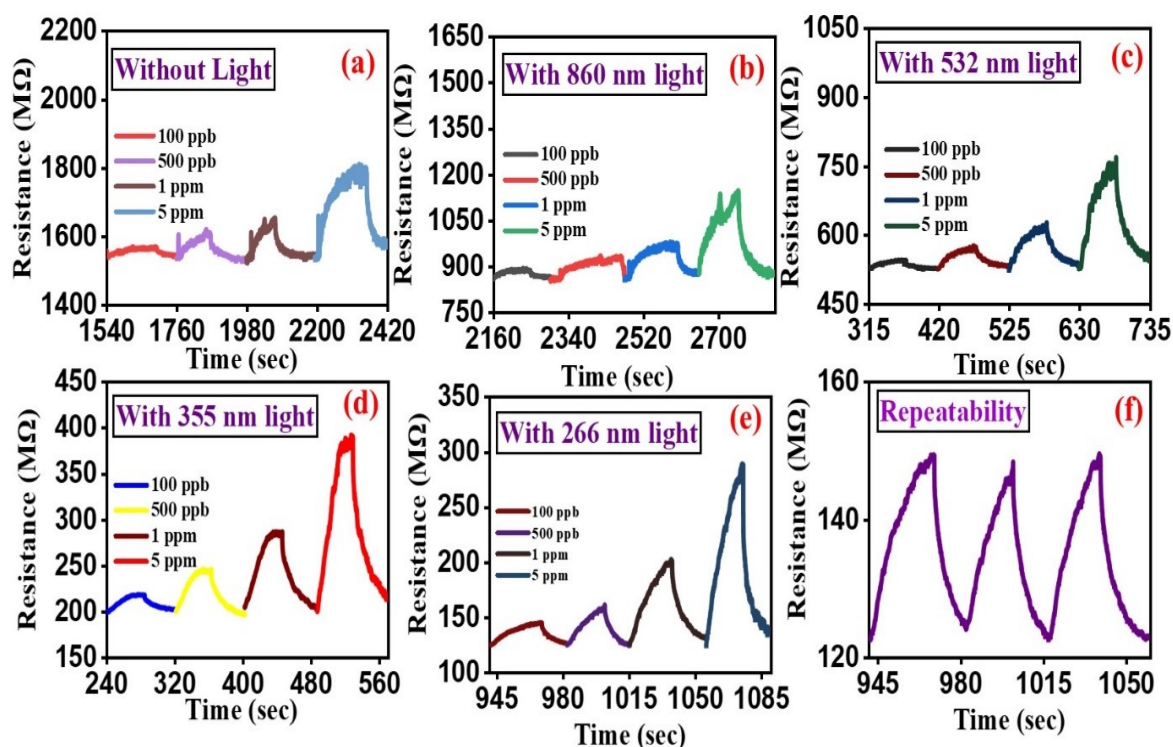 Without Light
(a)
100 ppb
500 ppb
1 ppm
5 ppm
Resistance (MΩ)
2200
2000
1800
1600
1400
1540 1760 1980 2200 2420
Time (sec)
With 860 nm light
(b)
100 ppb
500 ppb
1 ppm
5 ppm
Resistance (MΩ)
1650
1500
1350
1200
1050
900
750
2160 2340 2520 2700
Time (sec)
With 532 nm light
(c)
100 ppb
500 ppb
1 ppm
5 ppm
Resistance (MΩ)
1050
900
750
600
450
315 420 525 630 735
Time (sec)
With 355 nm light
(d)
100 ppb
500 ppb
1 ppm
5 ppm
Resistance (MΩ)
450
400
350
300
250
200
150
240 320 400 480 560
Time (sec)
With 266 nm light
(e)
100 ppb
500 ppb
1 ppm
5 ppm
Resistance (MΩ)
350
300
250
200
150
100
945 980 1015 1050 1085
Time (sec)
Repeatability
(f)
Resistance (MΩ)
160
140
120
945 980 1015 1050
Time (sec)